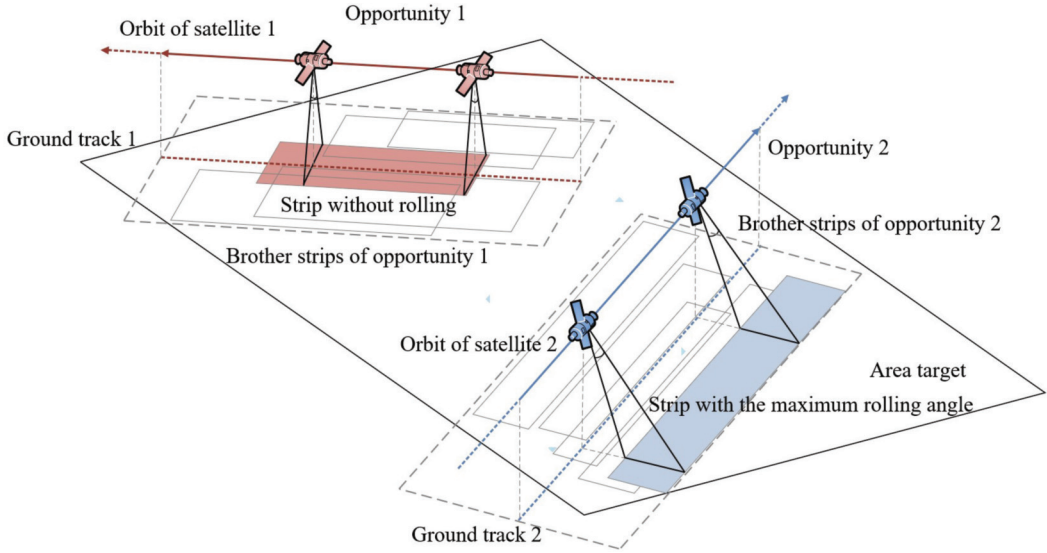 Opportunity 1
Orbit of satellite 1
Ground track 1
Opportunity 2
Strip without rolling
Brother strips of opportunity 2
Brother strips of opportunity 1
Orbit of satellite 2
Area target
Strip with the maximum rolling angle
Ground track 2